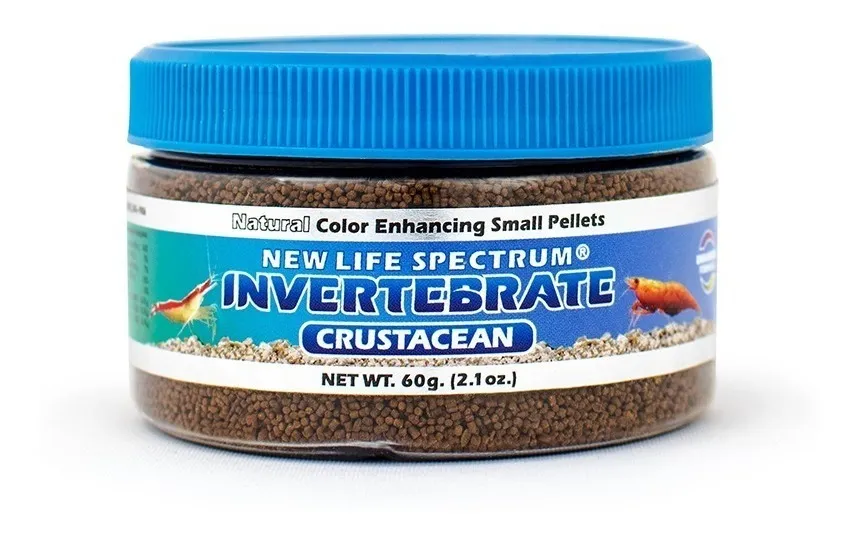 Natural Color Enhancing Small Pellets
NEW LIFE SPECTRUM®
INVERTEBRATE
CRUSTACEAN
NET WT. 60g. (2.1oz.)